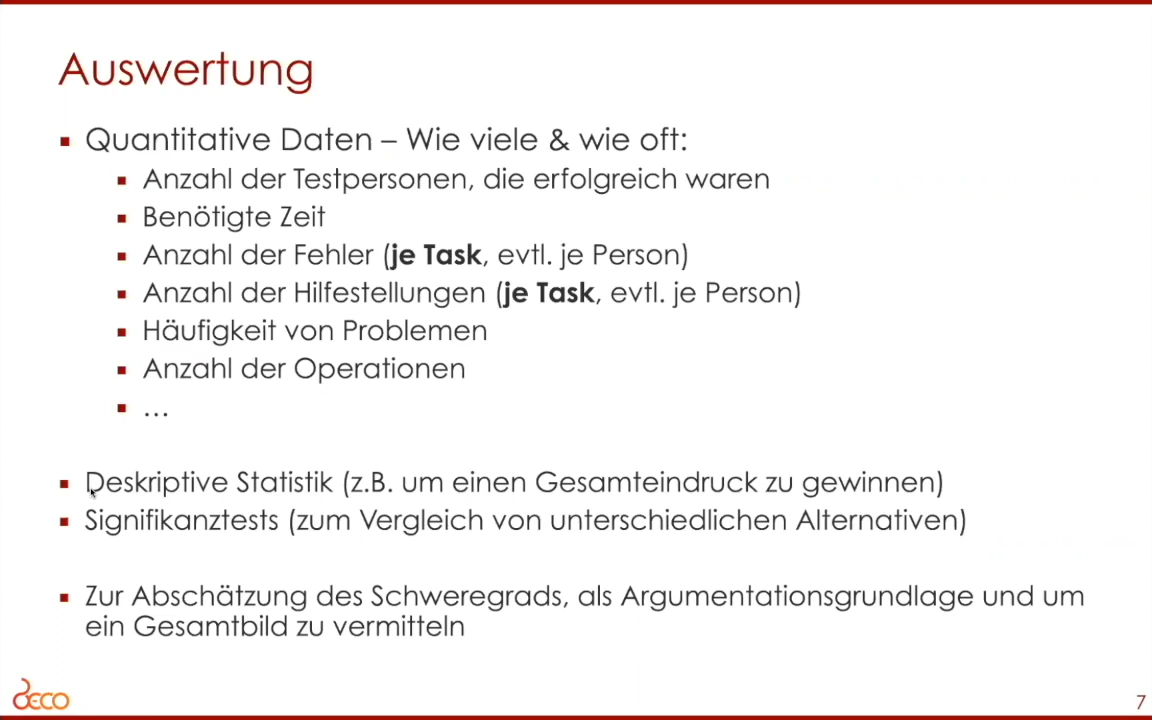 Auswertung
Quantitative Daten – Wie viele & wie oft:
Anzahl der Testpersonen, die erfolgreich waren
Benötigte Zeit
Anzahl der Fehler (je Task, evtl. je Person)
Anzahl der Hilfestellungen (je Task, evtl. je Person)
Häufigkeit von Problemen
Anzahl der Operationen
...
Deskriptive Statistik (z.B. um einen Gesamteindruck zu gewinnen)
Signifikanztests (zum Vergleich von unterschiedlichen Alternativen)
Zur Abschätzung des Schweregrads, als Argumentationsgrundlage und um
ein Gesamtbild zu vermitteln
DECO
7